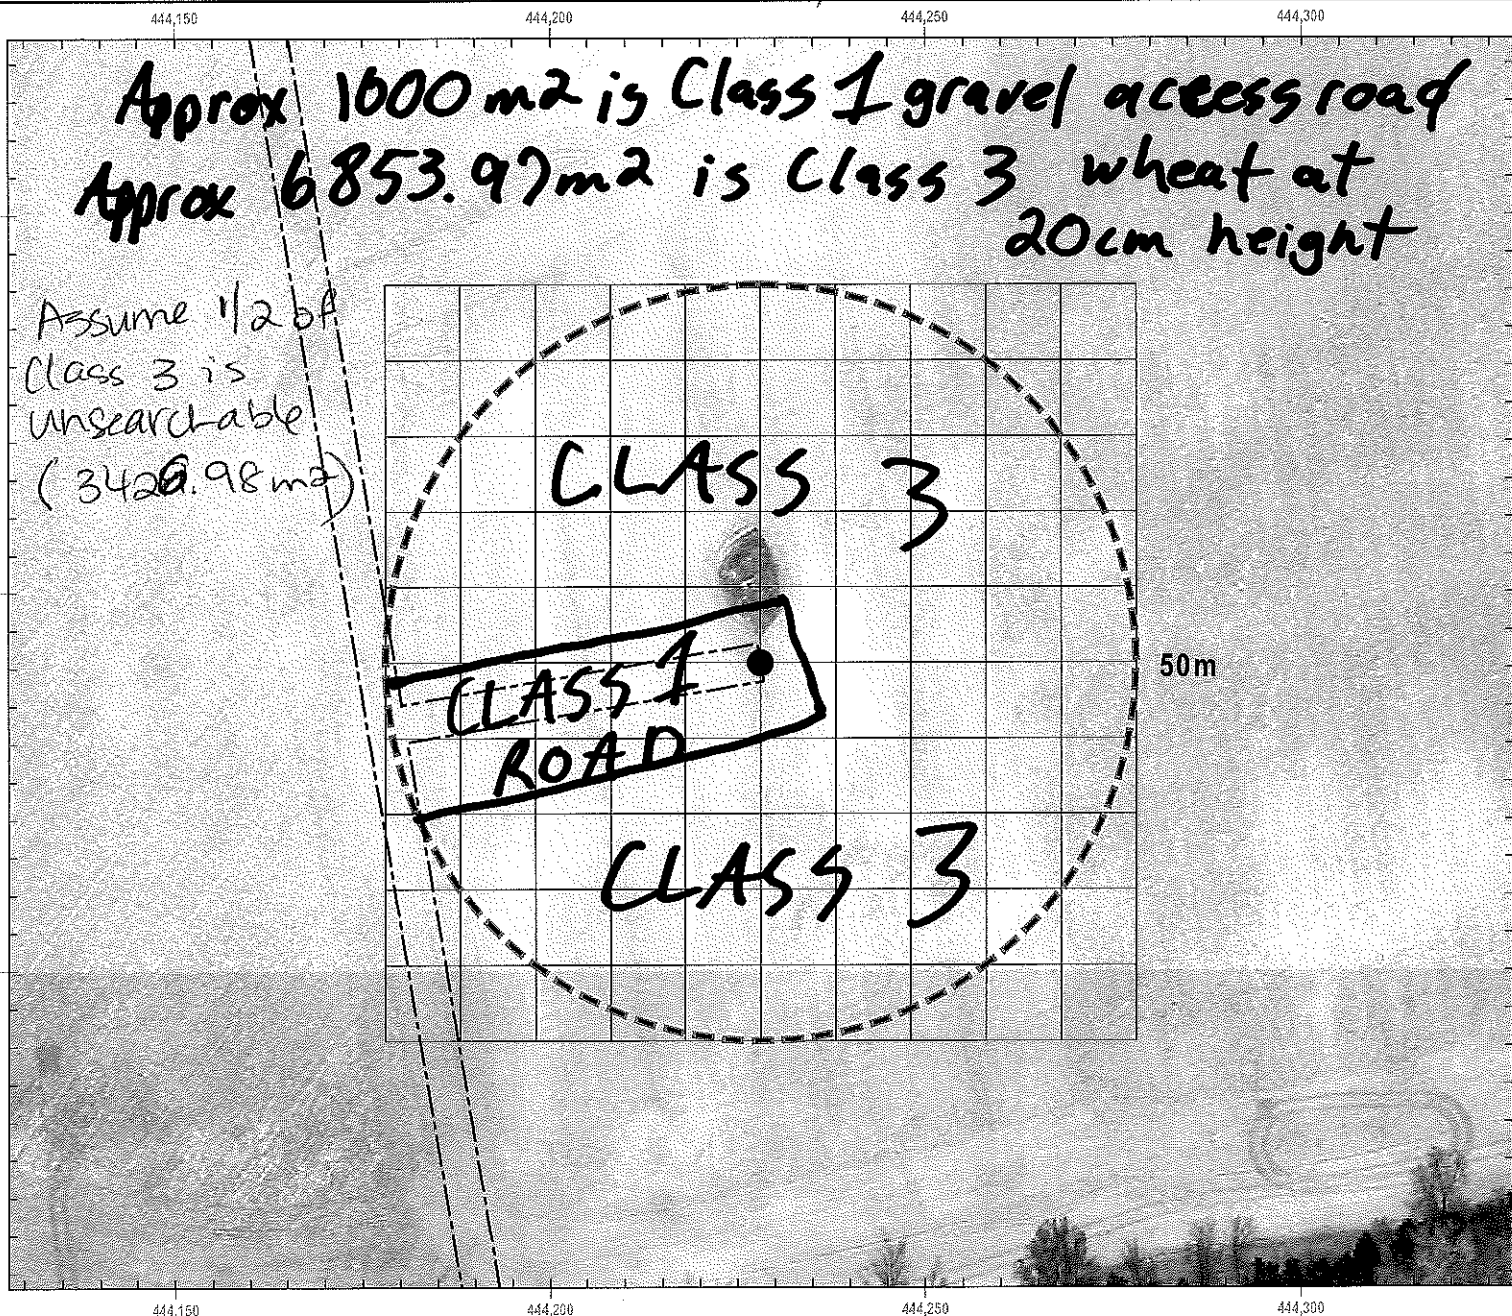 444,150 444,200 444,250 444,300
Approx 1000 m2 is Class 1 gravel access road
Approx 6853.97m2 is Class 3 wheat at
20cm height
Assume 1/2 of
Class 3 is
unsearchable
(3426.98m2)
CLASS 3
CLASS 1
ROAD
50m
CLASS 3
444,150 444,200 444,250 444,300